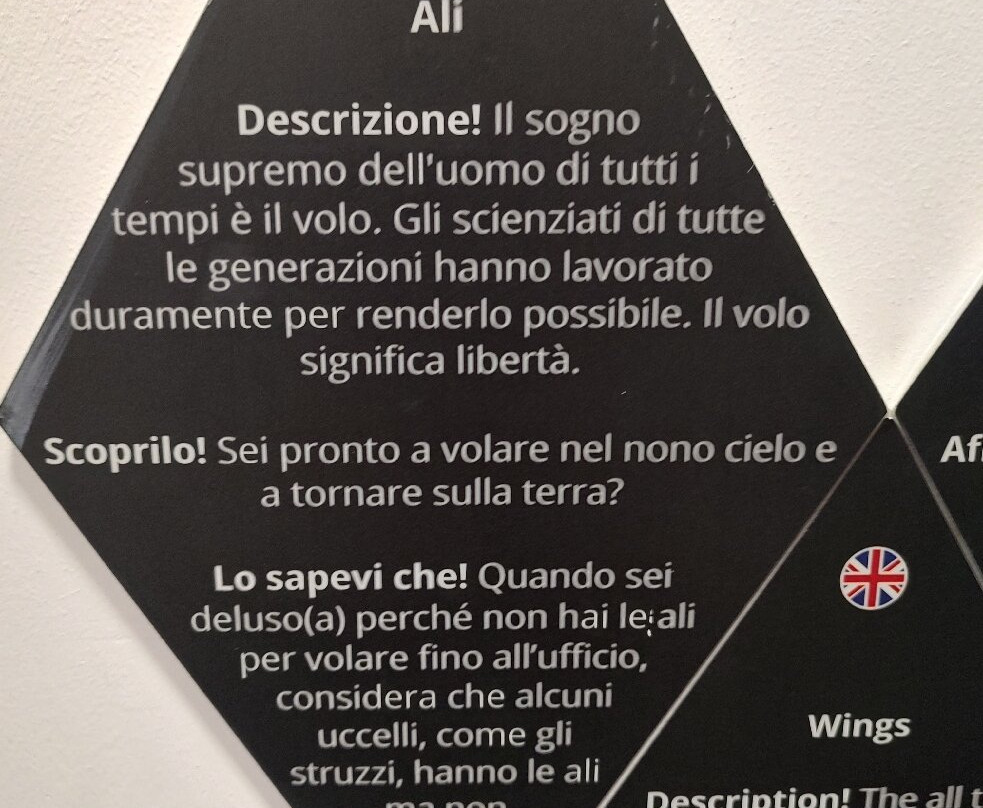 Ali
Descrizione! Il sogno
supremo dell'uomo di tutti i
tempi è il volo. Gli scienziati di tutte
le generazioni hanno lavorato
duramente per renderlo possibile. Il volo
significa libertà.
Scoprilo! Sei pronto a volare nel nono cielo e
a tornare sulla terra?
Lo sapevi che! Quando sei
deluso(a) perché non hai le ali
per volare fino all'ufficio,
considera che alcuni
uccelli, come gli
struzzi, hanno le ali
ma non
Wings
Description! The all